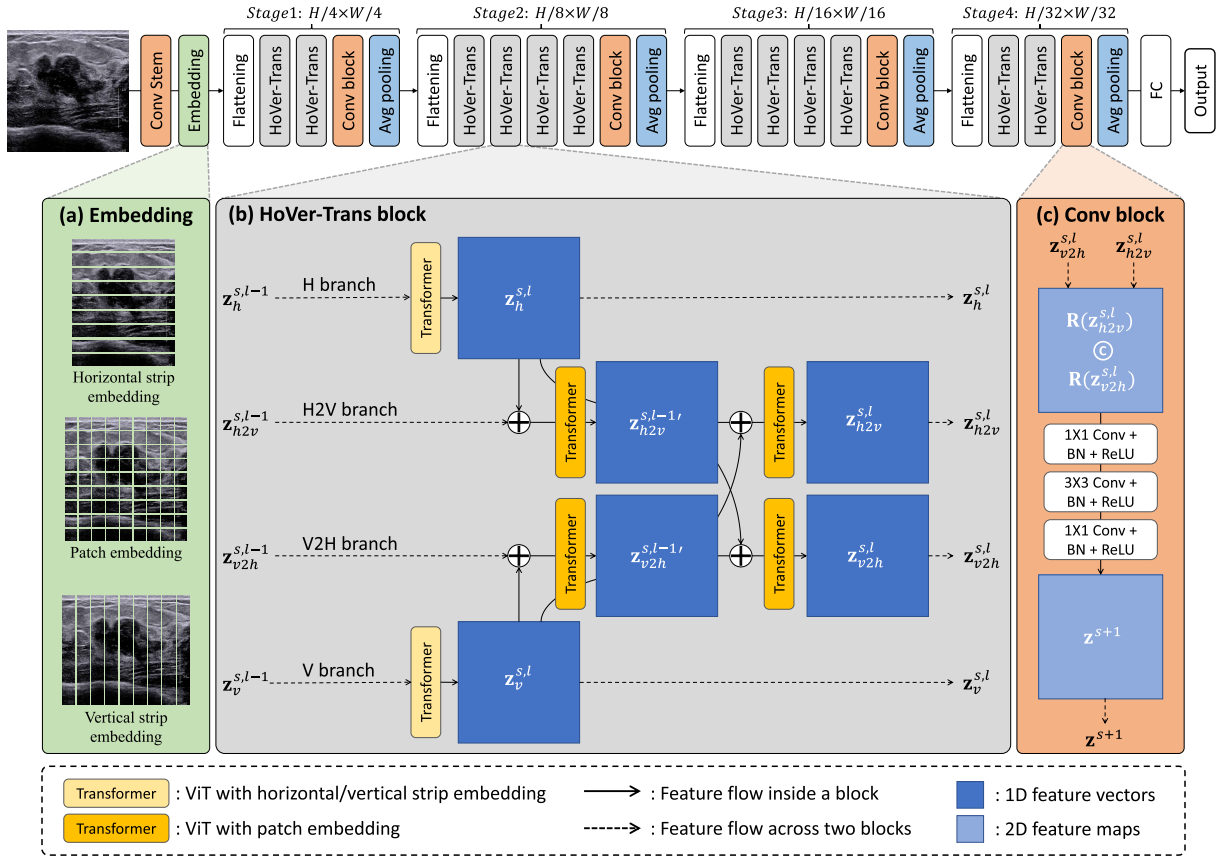 Stage1: H/4×W/4
Stage2: H/8×W/8
Stage3: H/16×W/16
Stage4: H/32×W/32
Conv Stem
Embedding
Flattening
HoVer-Trans
HoVer-Trans
Conv block
Avg pooling
Flattening
HoVer-Trans
HoVer-Trans
HoVer-Trans
HoVer-Trans
Conv block
Avg pooling
Flattening
HoVer-Trans
HoVer-Trans
HoVer-Trans
HoVer-Trans
Conv block
Avg pooling
Flattening
HoVer-Trans
HoVer-Trans
Conv block
Avg pooling
FC
Output
(a) Embedding
Horizontal strip
embedding
Patch embedding
Vertical strip
embedding
(b) HoVer-Trans block
z_h^{s,l-1}
H branch
Transformer
z_h^{s,l}
z_h^{s,l}
z_{h2v}^{s,l-1}
H2V branch
Transformer
z_{h2v}^{s,l-1}′
Transformer
z_{h2v}^{s,l}
z_{h2v}^{s,l}
z_{v2h}^{s,l-1}
V2H branch
Transformer
z_{v2h}^{s,l-1}′
Transformer
z_{v2h}^{s,l}
z_{v2h}^{s,l}
z_v^{s,l-1}
V branch
Transformer
z_v^{s,l}
z_v^{s,l}
(c) Conv block
z_{v2h}^{s,l} z_{h2v}^{s,l}
R(z_{h2v}^{s,l})
©
R(z_{v2h}^{s,l})
1X1 Conv +
BN + ReLU
3X3 Conv +
BN + ReLU
1X1 Conv +
BN + ReLU
z^{s+1}
z^{s+1}
Transformer : ViT with horizontal/vertical strip embedding
Transformer : ViT with patch embedding
: Feature flow inside a block
: Feature flow across two blocks
: 1D feature vectors
: 2D feature maps